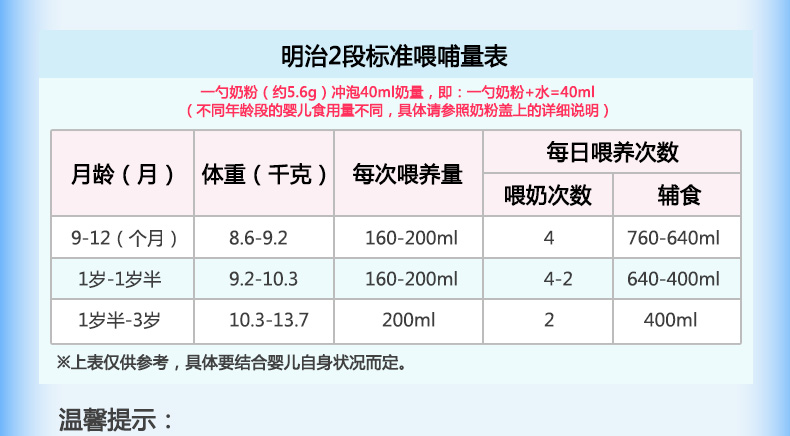 明治2段标准喂哺量表
一勺奶粉（约5.6g）冲泡40ml奶量，即：一勺奶粉+水=40ml
（不同年龄段的婴儿食用量不同，具体请参照奶粉盖上的详细说明）
月龄（月） 体重（千克） 每次喂养量 每日喂养次数
喂奶次数 辅食
9-12（个月） 8.6-9.2 160-200ml 4 760-640ml
1岁-1岁半 9.2-10.3 160-200ml 4-2 640-400ml
1岁半-3岁 10.3-13.7 200ml 2 400ml
※上表仅供参考，具体要结合婴儿自身状况而定。
温馨提示：